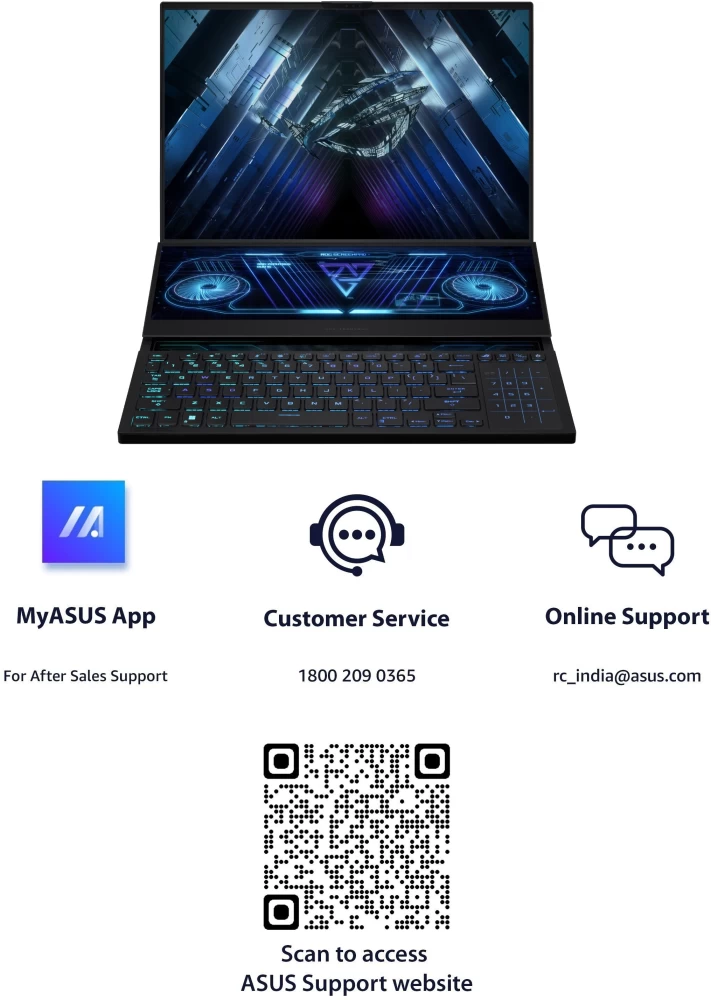 MyASUS App
Customer Service
Online Support
For After Sales Support
1800 209 0365
rc_india@asus.com
Scan to access
ASUS Support website